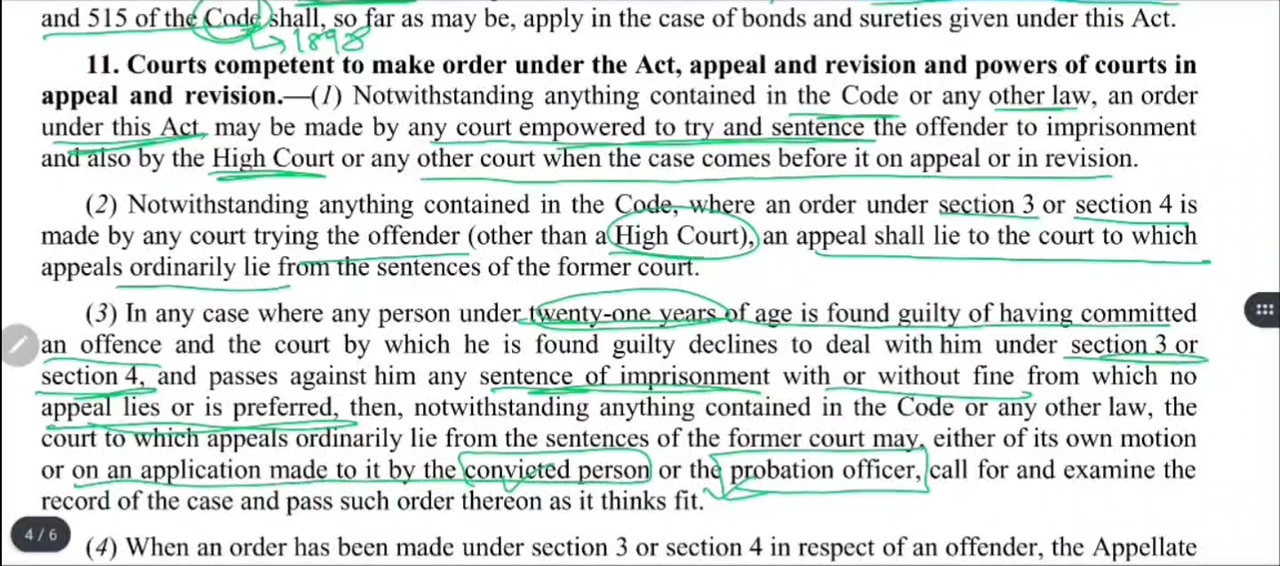 and 515 of the Code shall, so far as may be, apply in the case of bonds and sureties given under this Act.
1898
11. Courts competent to make order under the Act, appeal and revision and powers of courts in
appeal and revision.—(1) Notwithstanding anything contained in the Code or any other law, an order
under this Act, may be made by any court empowered to try and sentence the offender to imprisonment
and also by the High Court or any other court when the case comes before it on appeal or in revision.
(2) Notwithstanding anything contained in the Code, where an order under section 3 or section 4 is
made by any court trying the offender (other than a High Court), an appeal shall lie to the court to which
appeals ordinarily lie from the sentences of the former court.
(3) In any case where any person under twenty-one years of age is found guilty of having committed
an offence and the court by which he is found guilty declines to deal with him under section 3 or
section 4, and passes against him any sentence of imprisonment with or without fine from which no
appeal lies or is preferred, then, notwithstanding anything contained in the Code or any other law, the
court to which appeals ordinarily lie from the sentences of the former court may, either of its own motion
or on an application made to it by the convicted person or the probation officer, call for and examine the
record of the case and pass such order thereon as it thinks fit.
4 / 6
(4) When an order has been made under section 3 or section 4 in respect of an offender, the Appellate